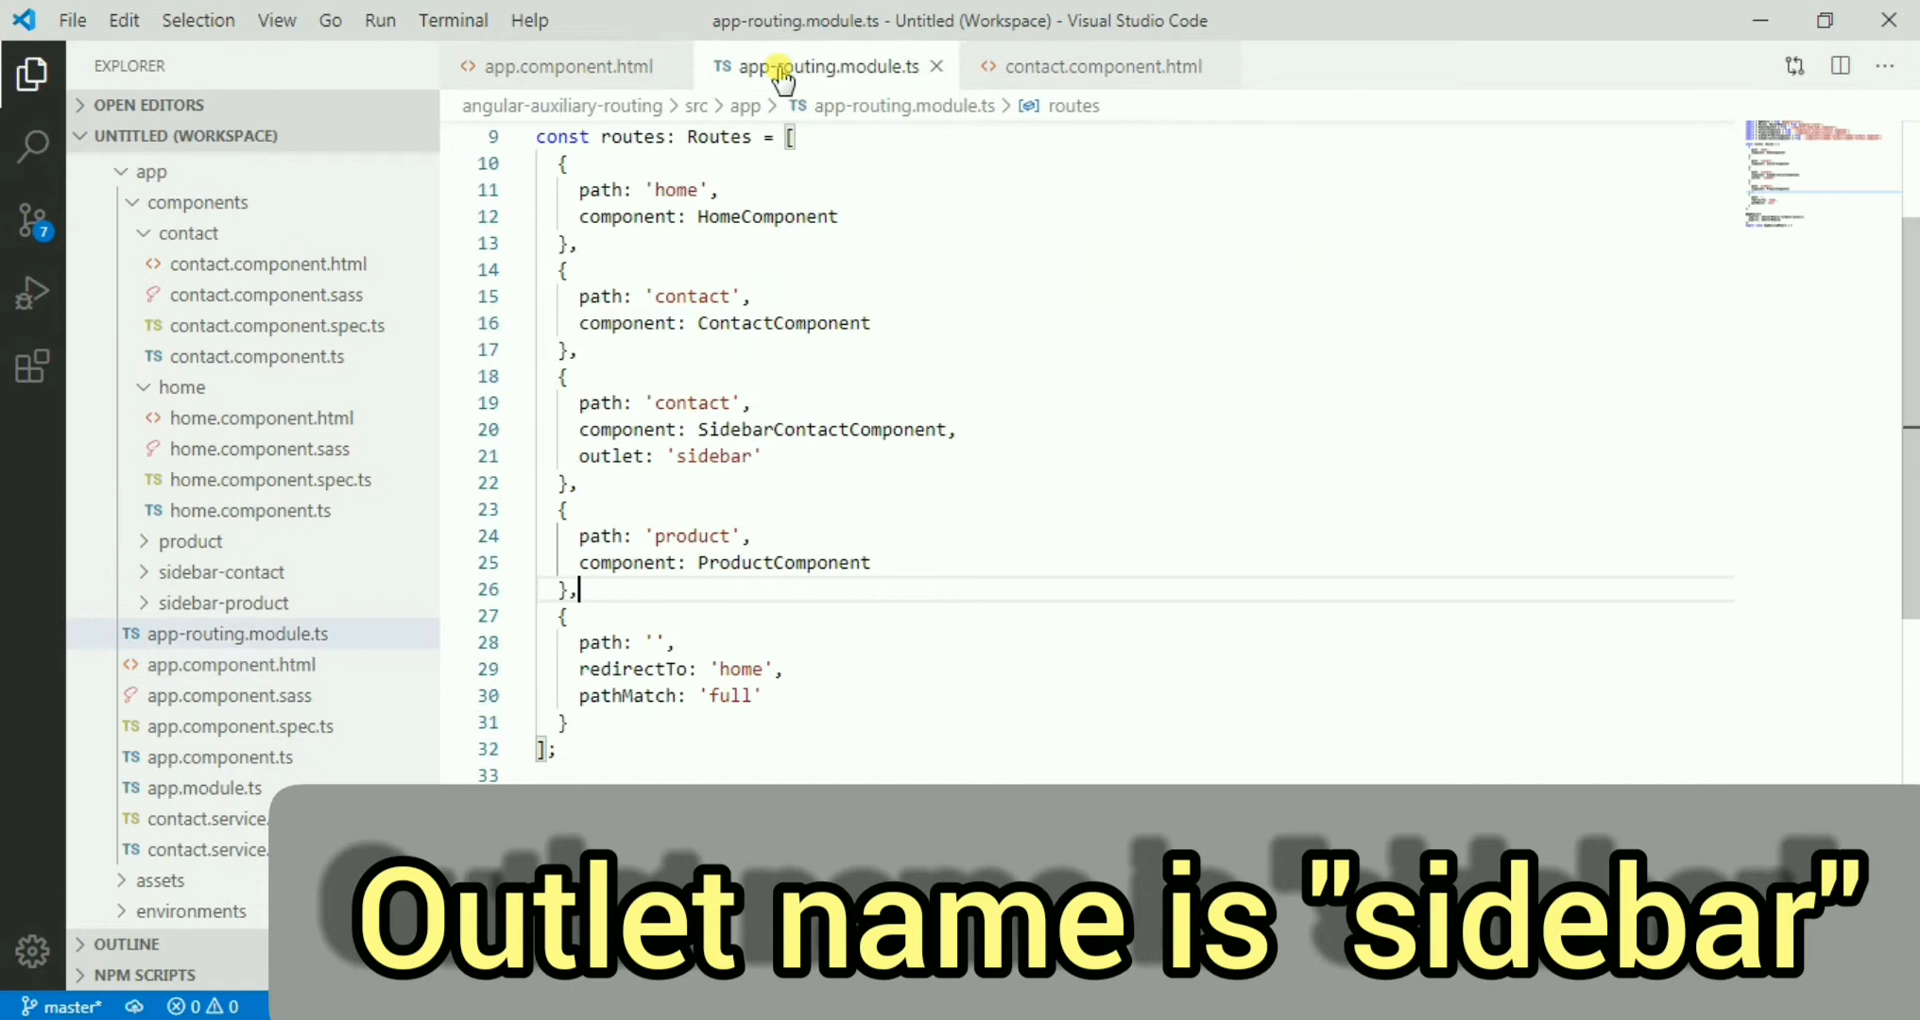 File Edit Selection View Go Run Terminal Help
app-routing.module.ts - Untitled (Workspace) - Visual Studio Code
EXPLORER
OPEN EDITORS
UNTITLED (WORKSPACE)
app
components
contact
contact.component.html
contact.component.sass
TS contact.component.spec.ts
TS contact.component.ts
home
home.component.html
home.component.sass
TS home.component.spec.ts
TS home.component.ts
product
sidebar-contact
sidebar-product
TS app-routing.module.ts
app.component.html
app.component.sass
TS app.component.spec.ts
TS app.component.ts
TS app.module.ts
TS contact.service.
TS contact.service.
assets
environments
OUTLINE
NPM SCRIPTS
7
master* 0 0
app.component.html
TS app-routing.module.ts
contact.component.html
angular-auxiliary-routing > src > app > TS app-routing.module.ts > routes
9 const routes: Routes = [
10 {
11 path: 'home',
12 component: HomeComponent
13 },
14 {
15 path: 'contact',
16 component: ContactComponent
17 },
18 {
19 path: 'contact',
20 component: SidebarContactComponent,
21 outlet: 'sidebar'
22 },
23 {
24 path: 'product',
25 component: ProductComponent
26 },
27 {
28 path: '',
29 redirectTo: 'home',
30 pathMatch: 'full'
31 }
32 ];
33
Outlet name is "sidebar"